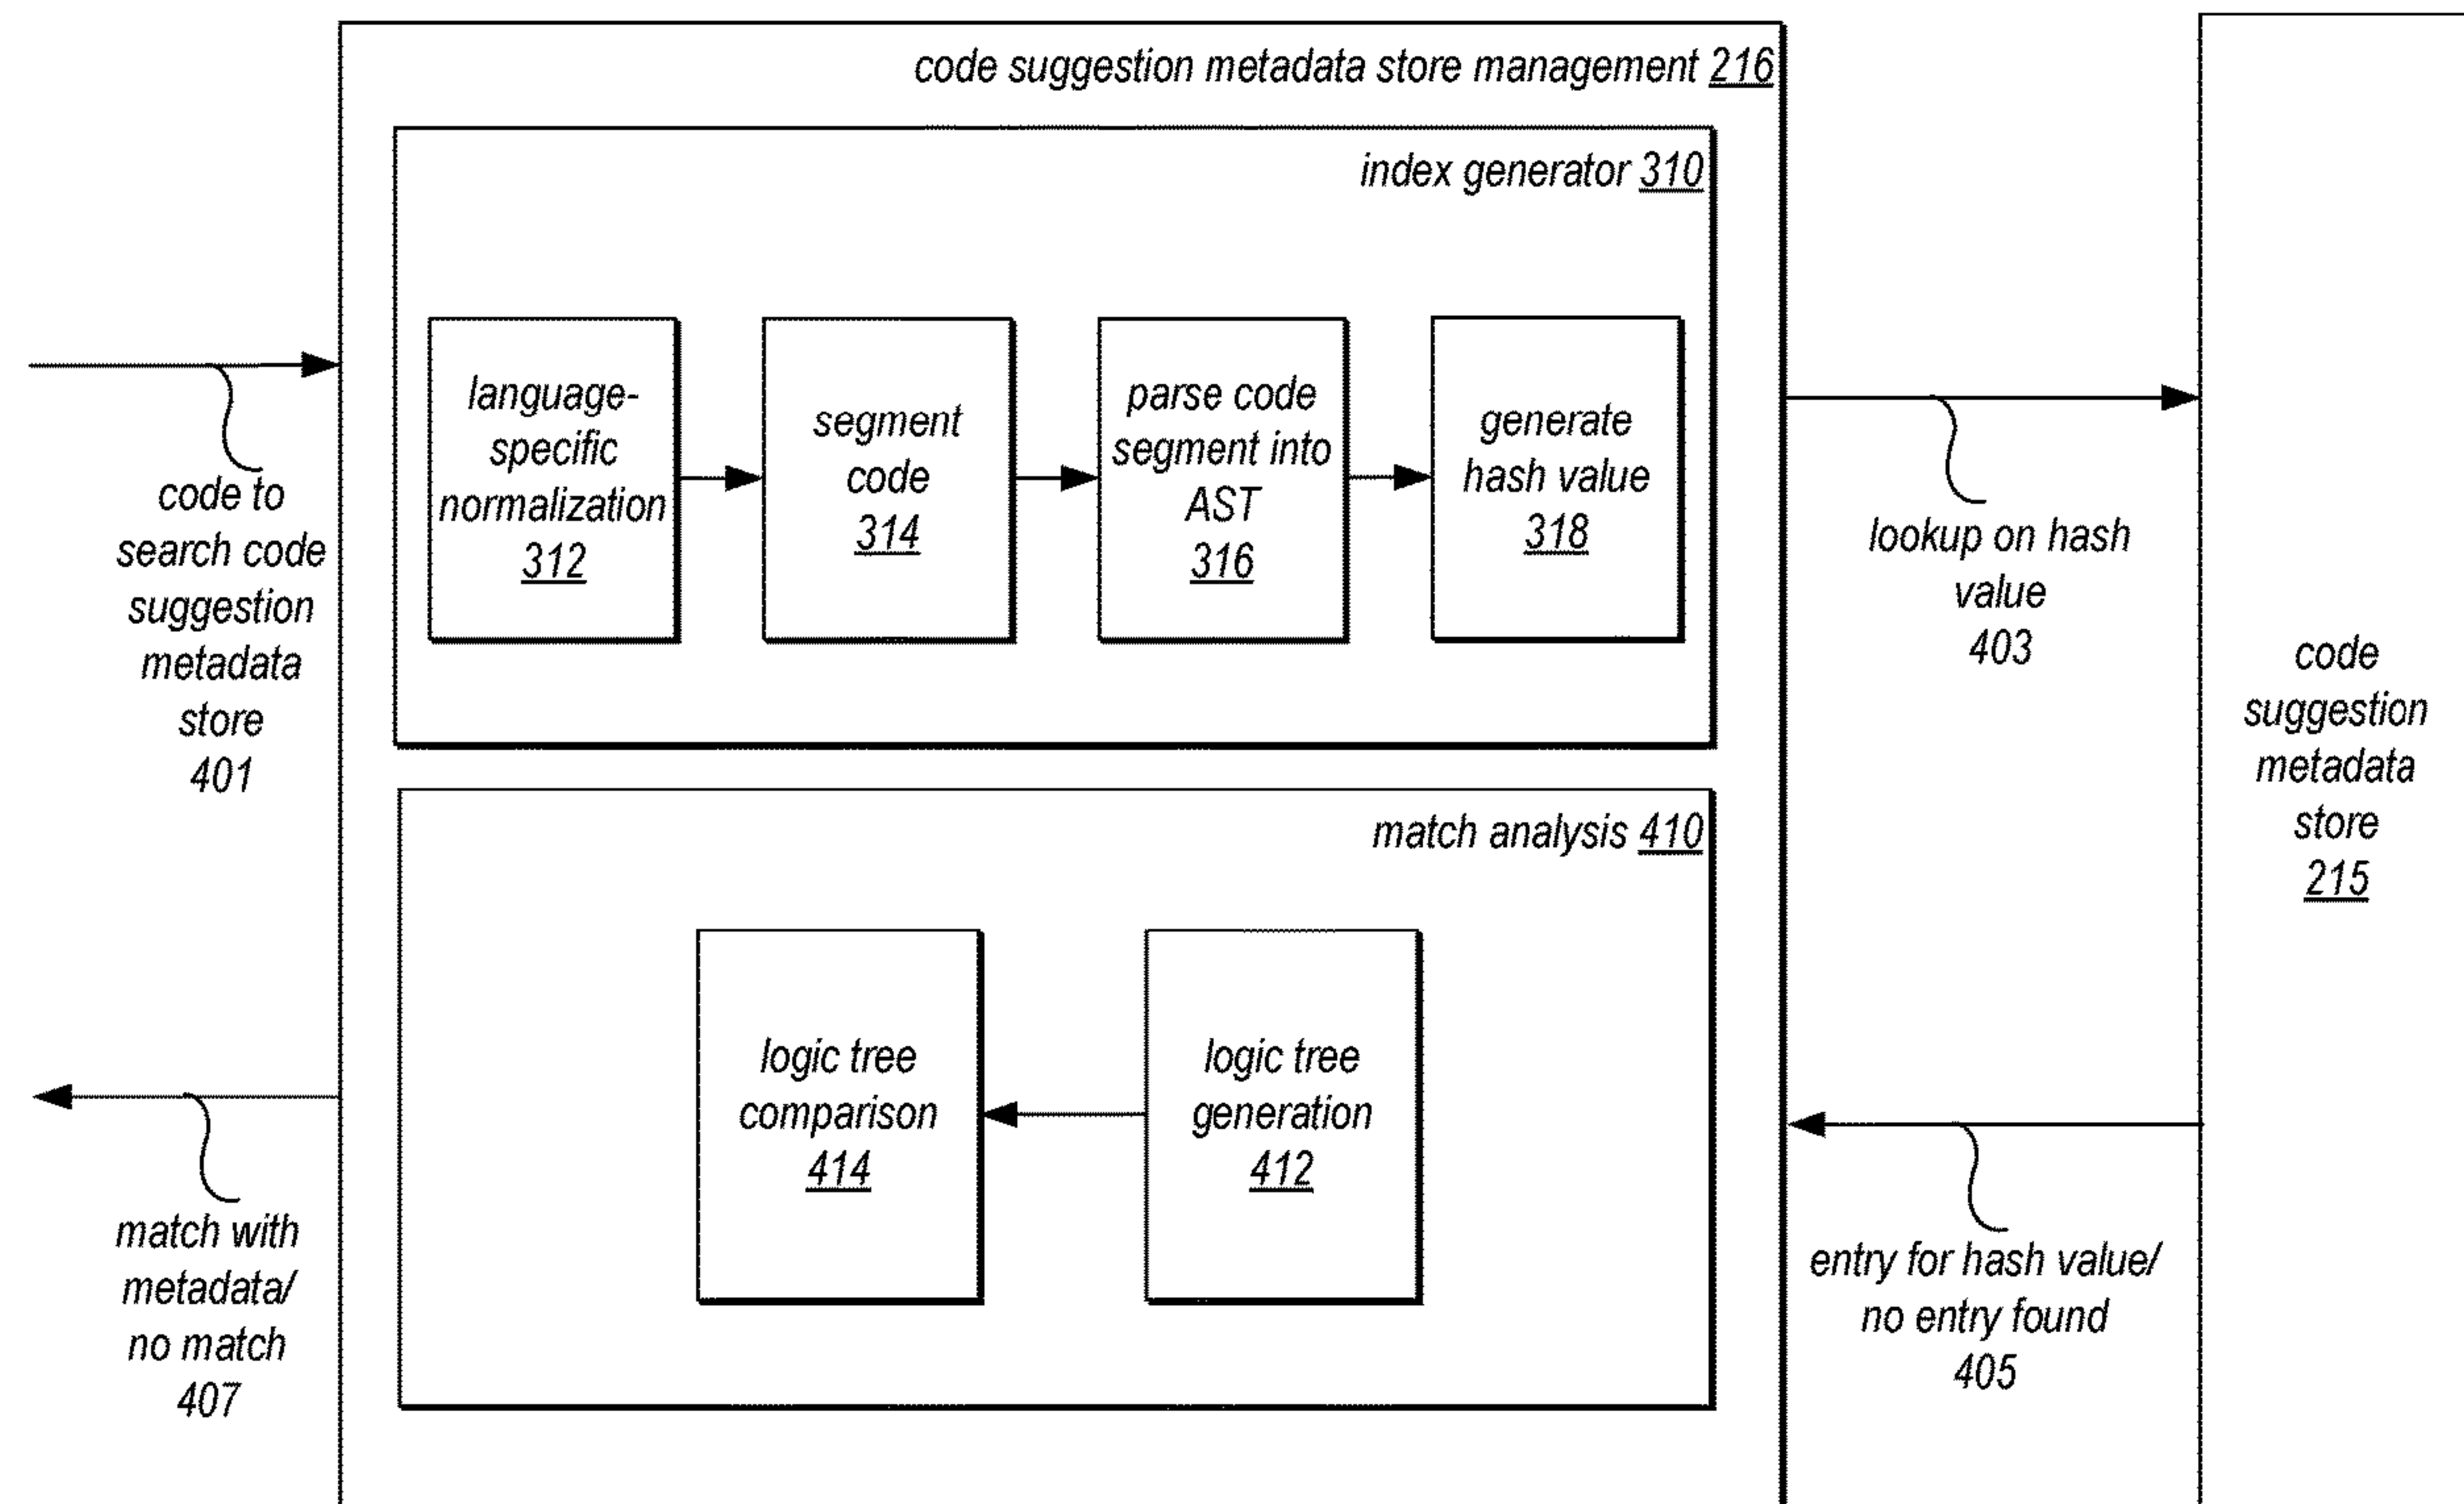 code suggestion metadata store management 216
index generator 310
language-
specific
normalization
312
segment
code
314
parse code
segment into
AST
316
generate
hash value
318
code to
search code
suggestion
metadata
store
401
lookup on hash
value
403
code
suggestion
metadata
store
215
match analysis 410
logic tree
comparison
414
logic tree
generation
412
match with
metadata/
no match
407
entry for hash value/
no entry found
405